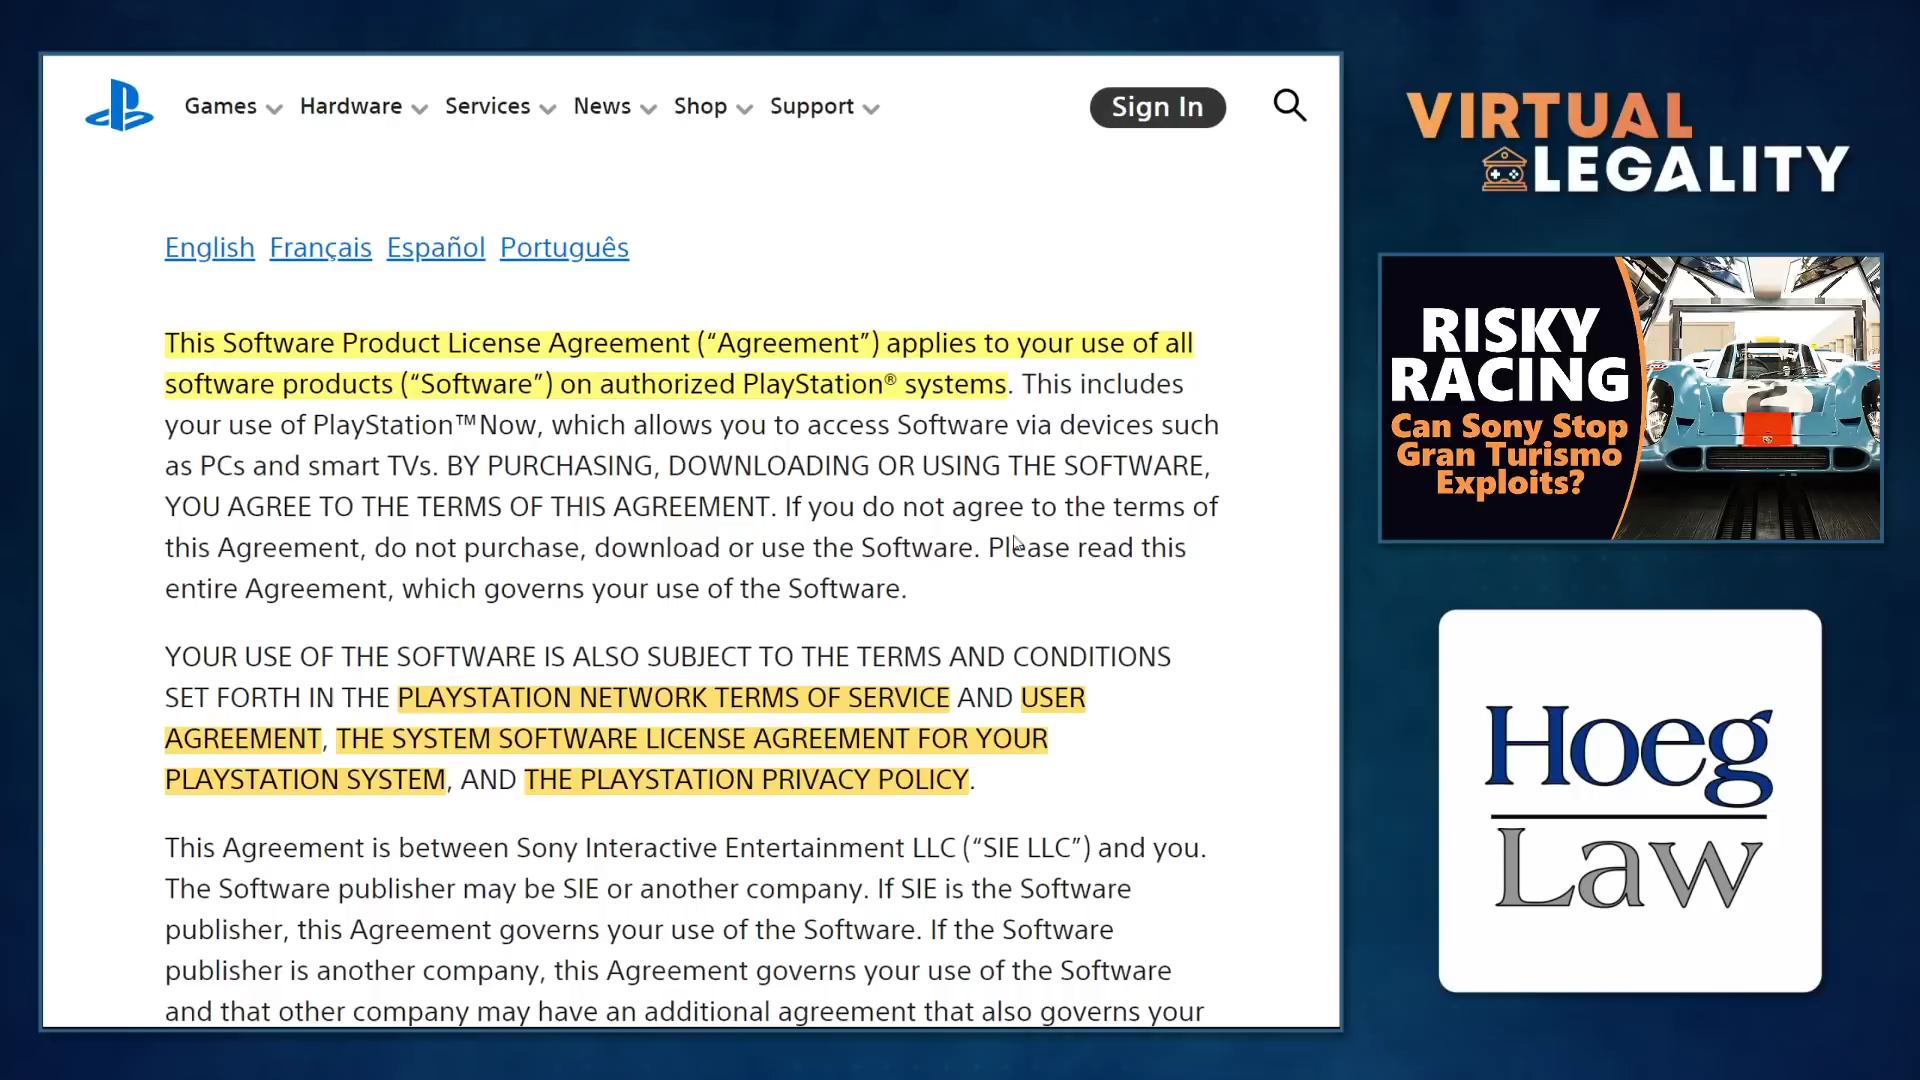 Games Hardware Services News Shop Support Sign In
English Français Español Português
This Software Product License Agreement (“Agreement”) applies to your use of all
software products (“Software”) on authorized PlayStation® systems. This includes
your use of PlayStation™Now, which allows you to access Software via devices such
as PCs and smart TVs. BY PURCHASING, DOWNLOADING OR USING THE SOFTWARE,
YOU AGREE TO THE TERMS OF THIS AGREEMENT. If you do not agree to the terms of
this Agreement, do not purchase, download or use the Software. Please read this
entire Agreement, which governs your use of the Software.
YOUR USE OF THE SOFTWARE IS ALSO SUBJECT TO THE TERMS AND CONDITIONS
SET FORTH IN THE PLAYSTATION NETWORK TERMS OF SERVICE AND USER
AGREEMENT, THE SYSTEM SOFTWARE LICENSE AGREEMENT FOR YOUR
PLAYSTATION SYSTEM, AND THE PLAYSTATION PRIVACY POLICY.
This Agreement is between Sony Interactive Entertainment LLC (“SIE LLC”) and you.
The Software publisher may be SIE or another company. If SIE is the Software
publisher, this Agreement governs your use of the Software. If the Software
publisher is another company, this Agreement governs your use of the Software
and that other company may have an additional agreement that also governs your
VIRTUAL
LEGALITY
RISKY
RACING
Can Sony Stop
Gran Turismo
Exploits?
2
Hoeg
Law